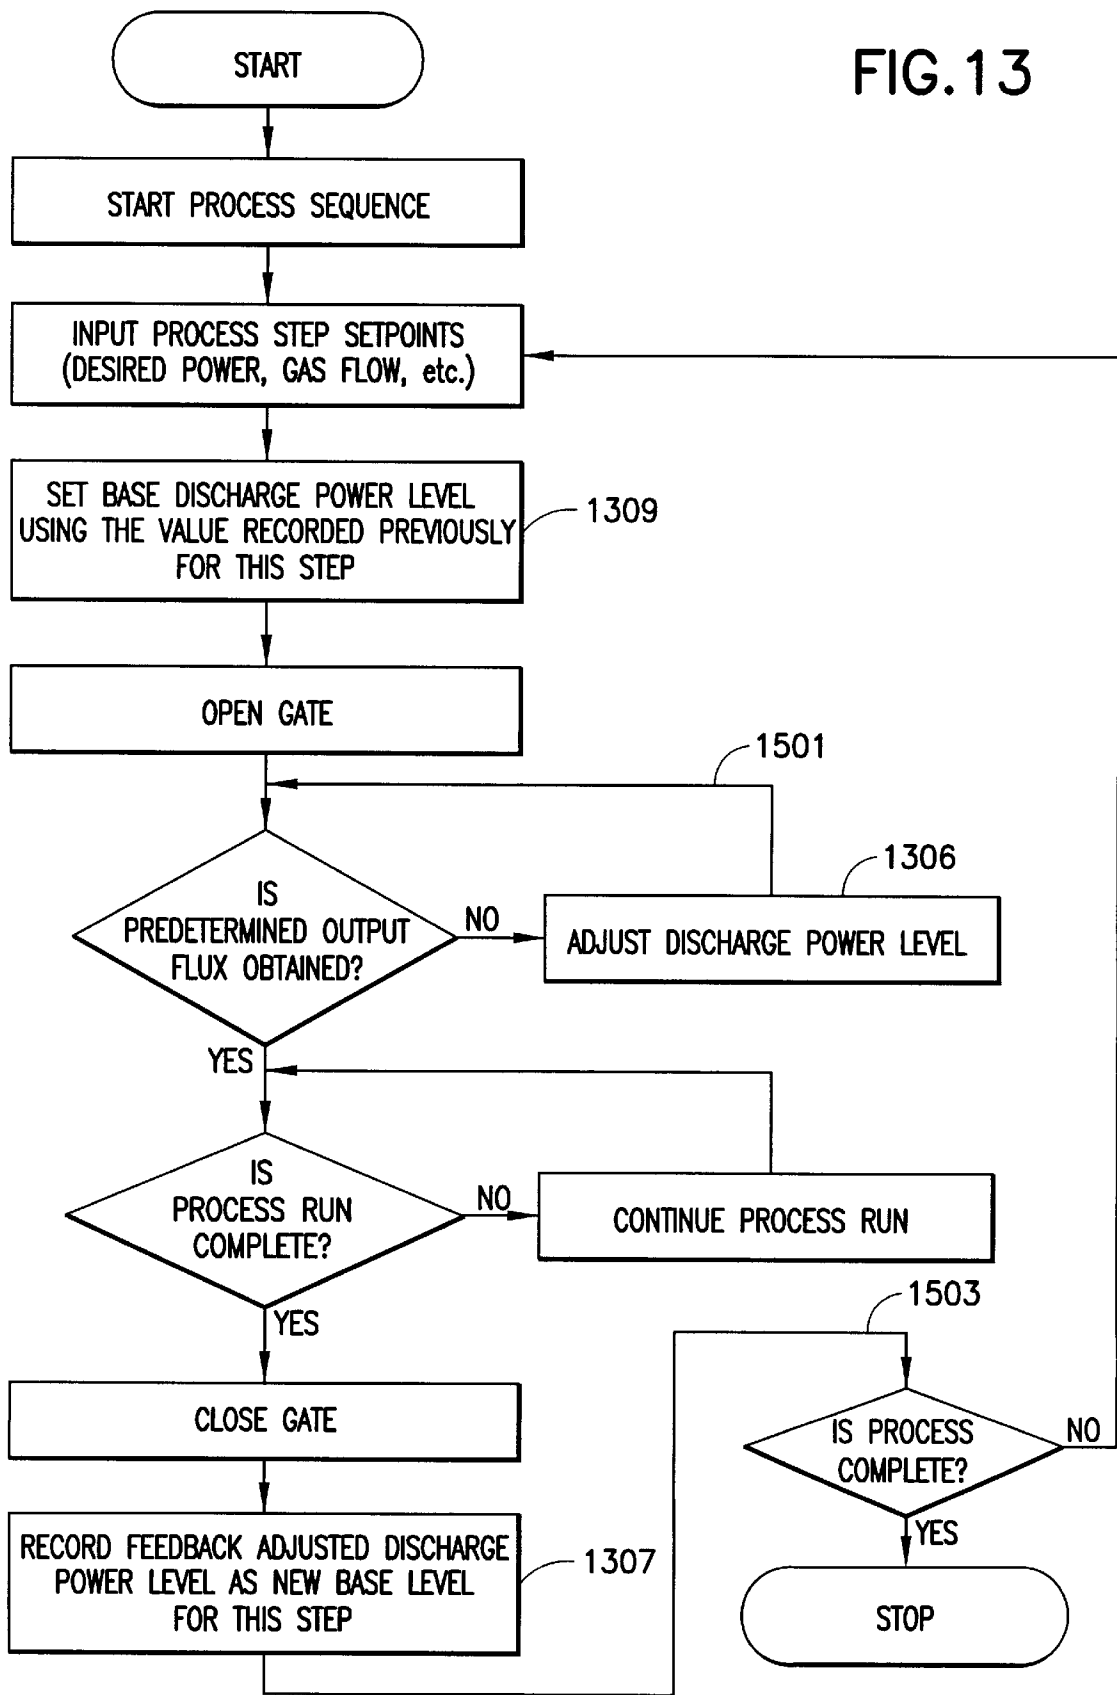 FIG.13
START
START PROCESS SEQUENCE
INPUT PROCESS STEP SETPOINTS
(DESIRED POWER, GAS FLOW, etc.)
SET BASE DISCHARGE POWER LEVEL
USING THE VALUE RECORDED PREVIOUSLY
FOR THIS STEP
1309
OPEN GATE
1501
IS
PREDETERMINED OUTPUT
FLUX OBTAINED?
NO
1306
ADJUST DISCHARGE POWER LEVEL
YES
IS
PROCESS RUN
COMPLETE?
NO
CONTINUE PROCESS RUN
YES
CLOSE GATE
RECORD FEEDBACK ADJUSTED DISCHARGE
POWER LEVEL AS NEW BASE LEVEL
FOR THIS STEP
1307
1503
IS PROCESS
COMPLETE?
NO
YES
STOP